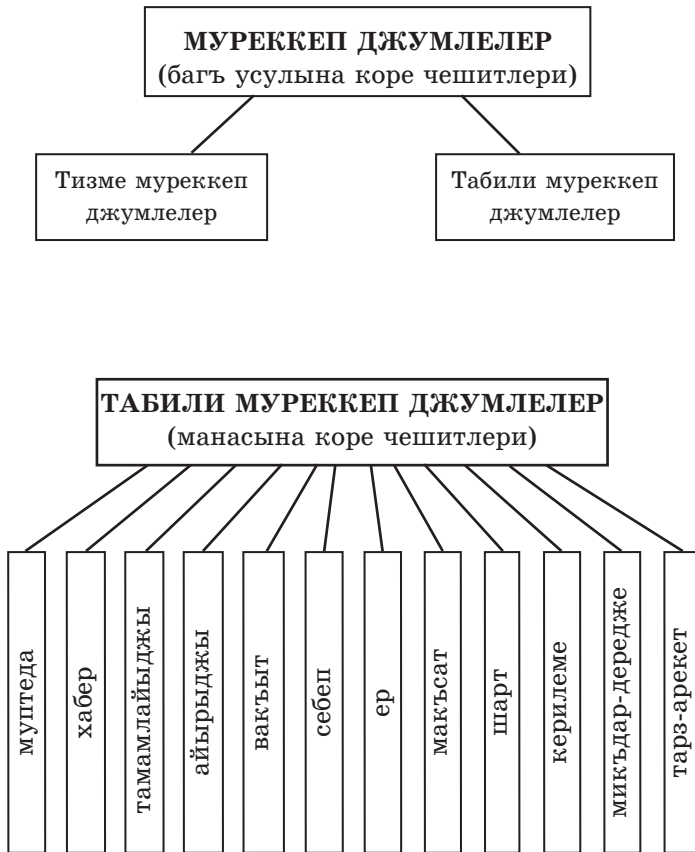 МУРЕККЕП ДЖУМЛЕЛЕР
(багъ усулына коре чешитлери)
Тизме муреккеп
джумлелер
Табили муреккеп
джумлелер
ТАБИЛИ МУРЕККЕП ДЖУМЛЕЛЕР
(манасына коре чешитлери)
муптеда
хабер
тамамлайыджы
айырыджы
вакъыт
себеп
ер
макъсат
шарт
керилеме
микъдар-дередже
тарз-арекет